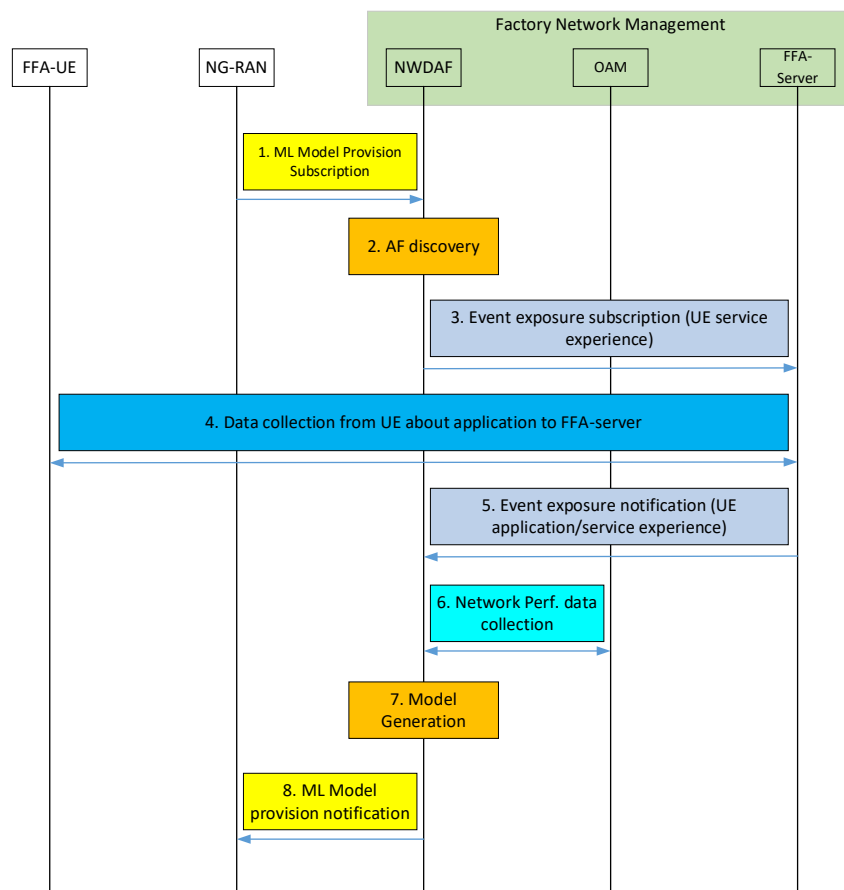 Factory Network Management
FFA-UE
NG-RAN
NWDAF
OAM
FFA-
Server
1. ML Model Provision
Subscription
2. AF discovery
3. Event exposure subscription (UE service
experience)
4. Data collection from UE about application to FFA-server
5. Event exposure notification (UE
application/service experience)
6. Network Perf. data
collection
7. Model
Generation
8. ML Model
provision notification